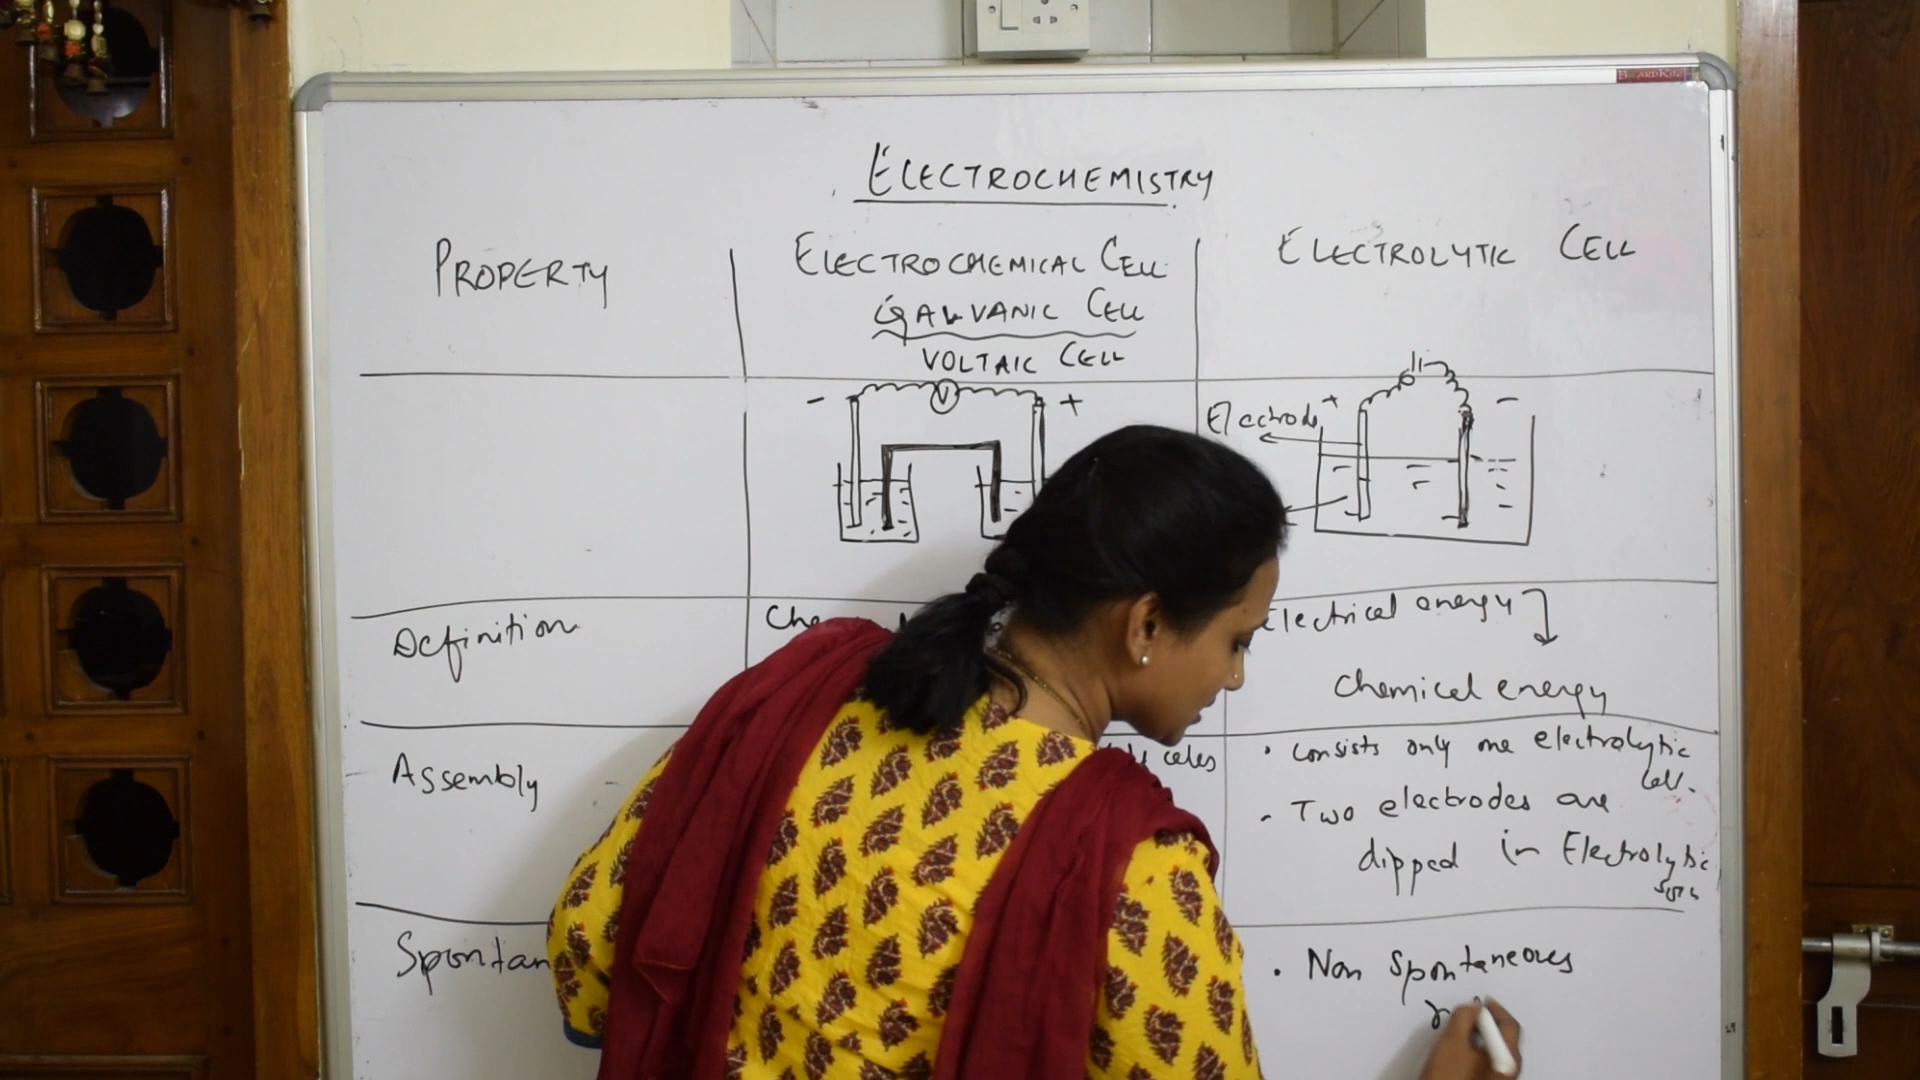 BOARDKING
ELECTROCHEMISTRY
PROPERTY
ELECTROCHEMICAL CELL
GALVANIC CELL
VOLTAIC CELL
ELECTROLYTIC CELL
-
V
+
Electrode
+
-
Definition
Electrical energy
Chemical energy
Assembly
cells
• Consists only one electrolytic
cell.
- Two electrodes are
dipped in Electrolytic
soln
• Non Spontaneous